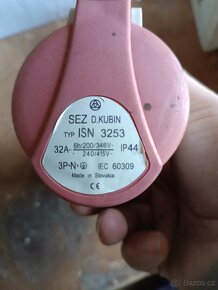 SEZ D.KUBIN
TYP IŠN 3253
32A~ 6h/200/346V~ IP44
240/415V~
3P+N+⏚ IEC 60309
Made in Slovakia
CE
Bazos.cz